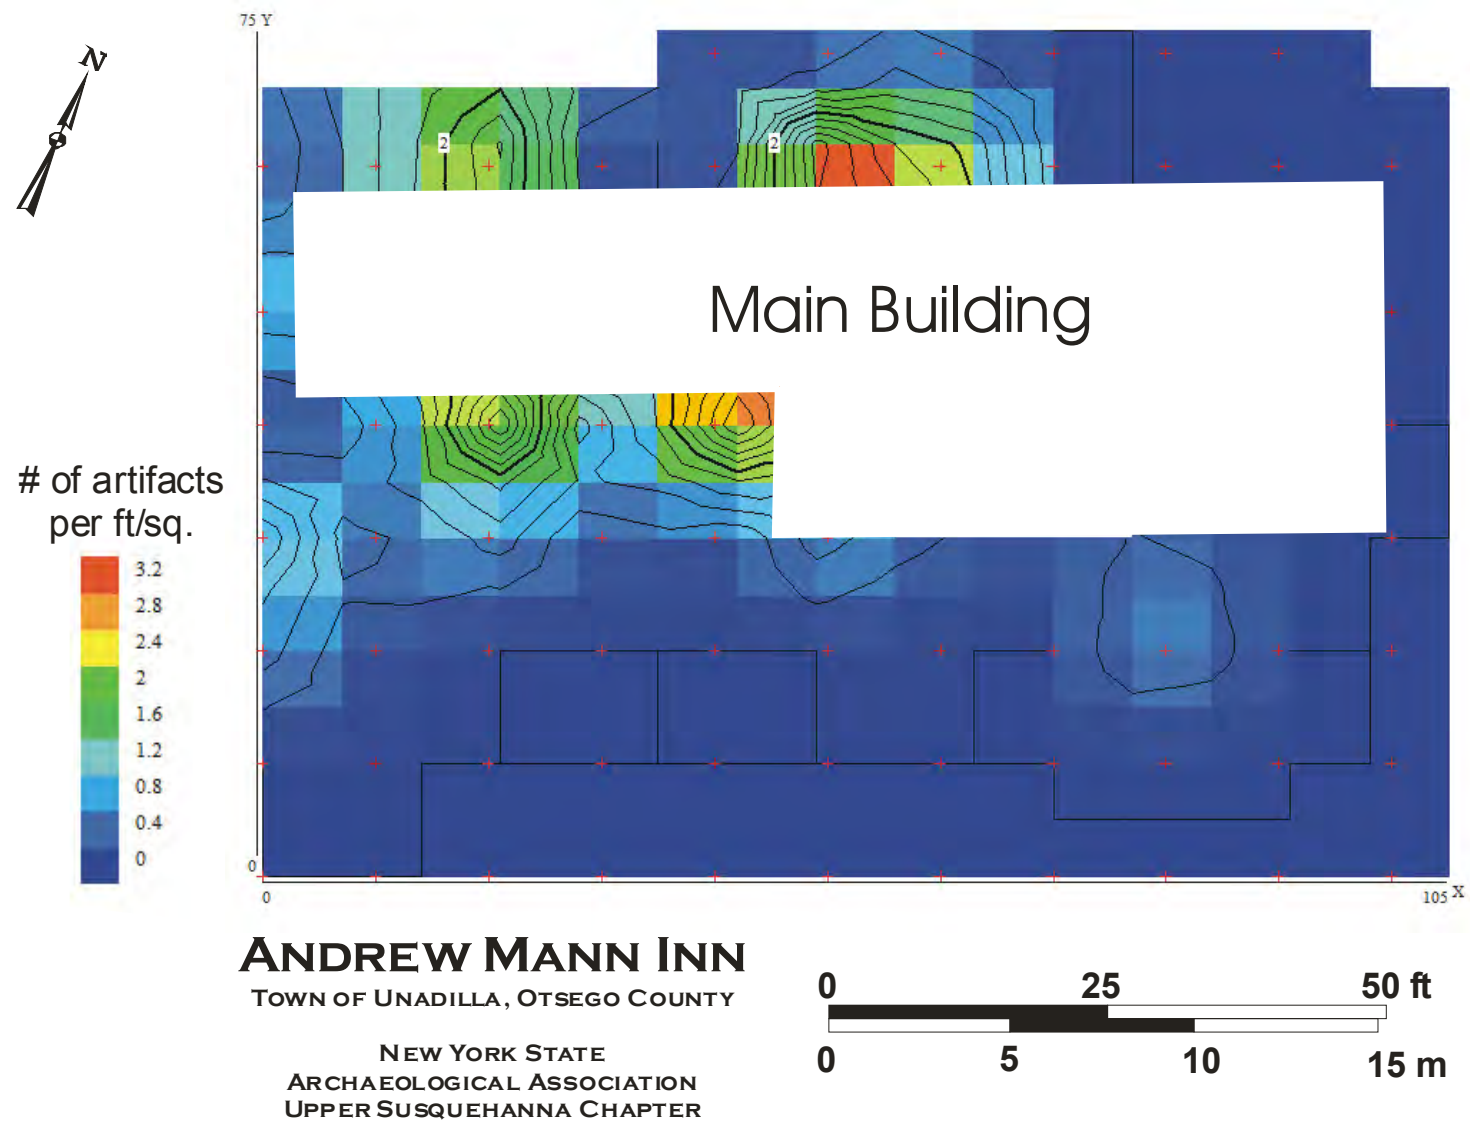 75 Y
N
2
2
Main Building
# of artifacts
per ft/sq.
3.2
2.8
2.4
2
1.6
1.2
0.8
0.4
0
0
0
105 X
ANDREW MANN INN
TOWN OF UNADILLA, OTSEGO COUNTY
NEW YORK STATE
ARCHAEOLOGICAL ASSOCIATION
UPPER SUSQUEHANNA CHAPTER
0 25 50 ft
0 5 10 15 m